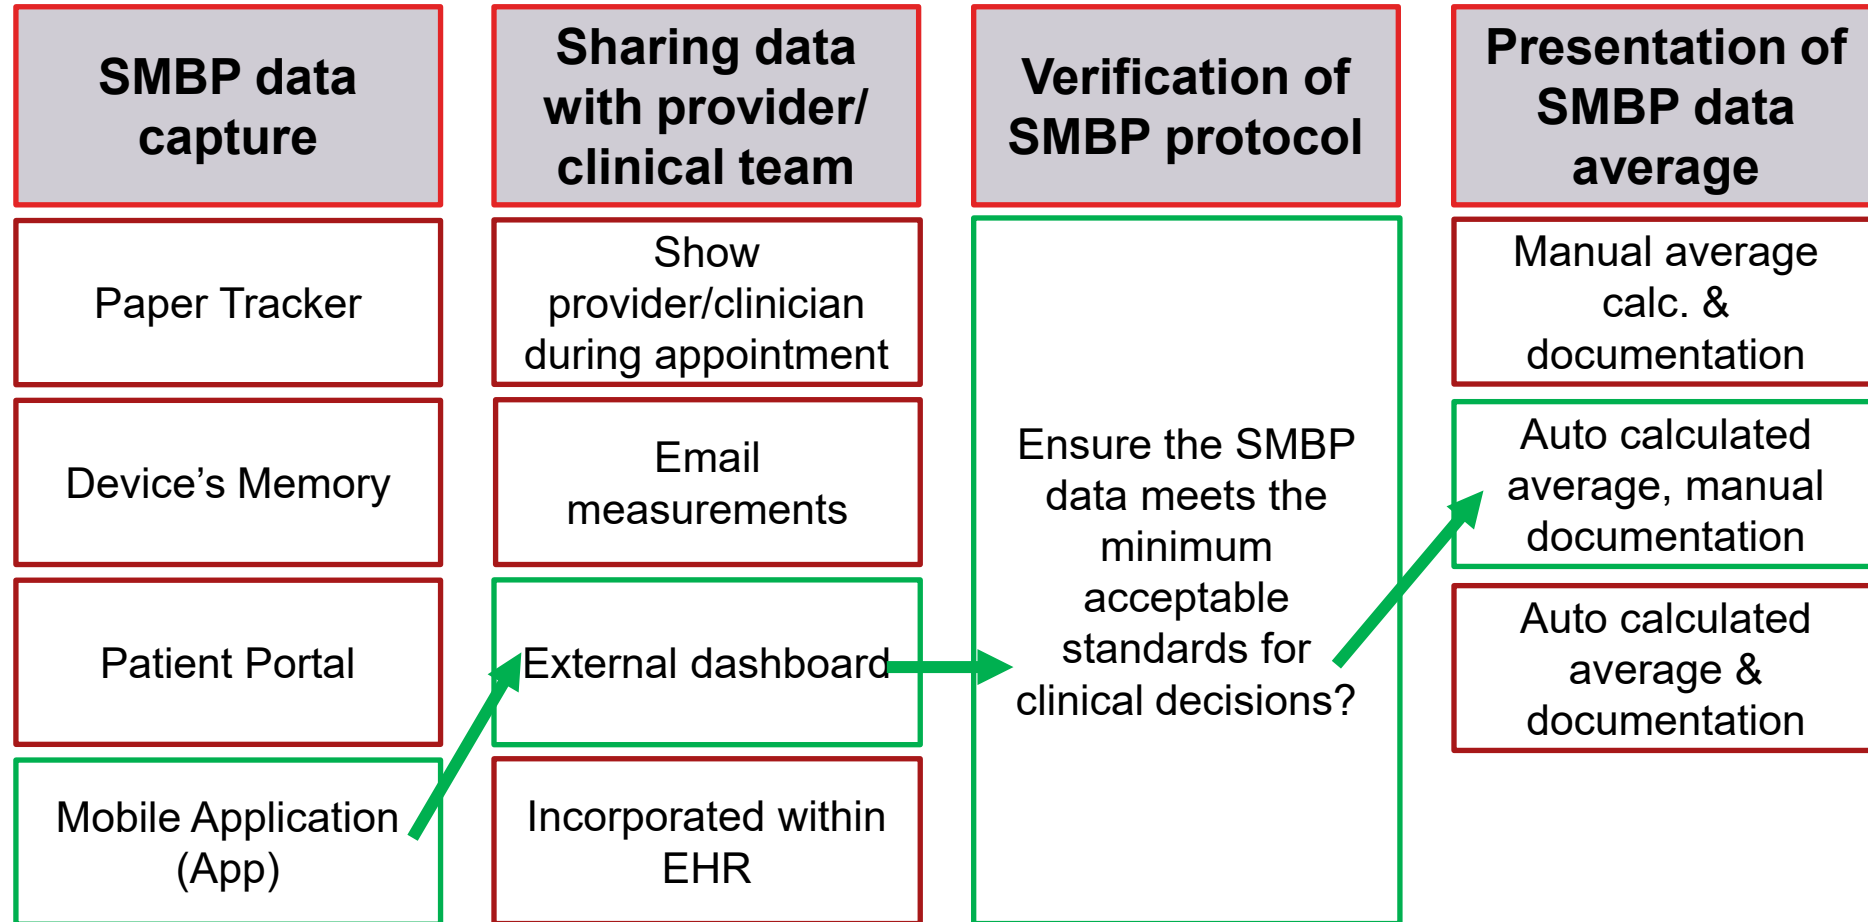 SMBP data
capture
Sharing data
with provider/
clinical team
Verification of
SMBP protocol
Presentation of
SMBP data
average
Paper Tracker
Device’s Memory
Patient Portal
Mobile Application
(App)
Show
provider/clinician
during appointment
Email
measurements
External dashboard
Incorporated within
EHR
Ensure the SMBP
data meets the
minimum
acceptable
standards for
clinical decisions?
Manual average
calc. &
documentation
Auto calculated
average, manual
documentation
Auto calculated
average &
documentation